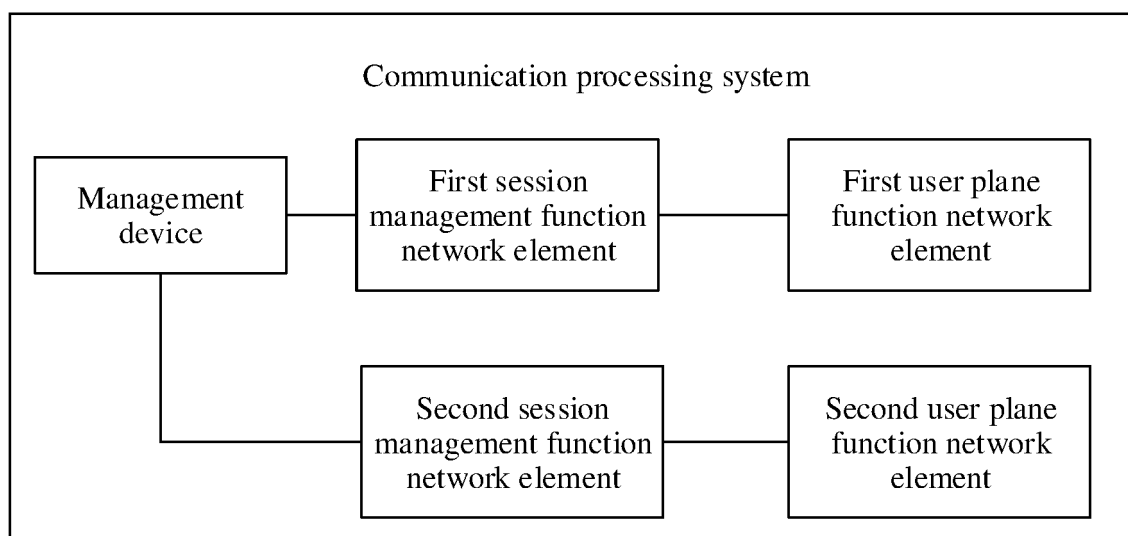 Communication processing system
Management
device
First session
management function
network element
First user plane
function network
element
Second session
management function
network element
Second user plane
function network
element